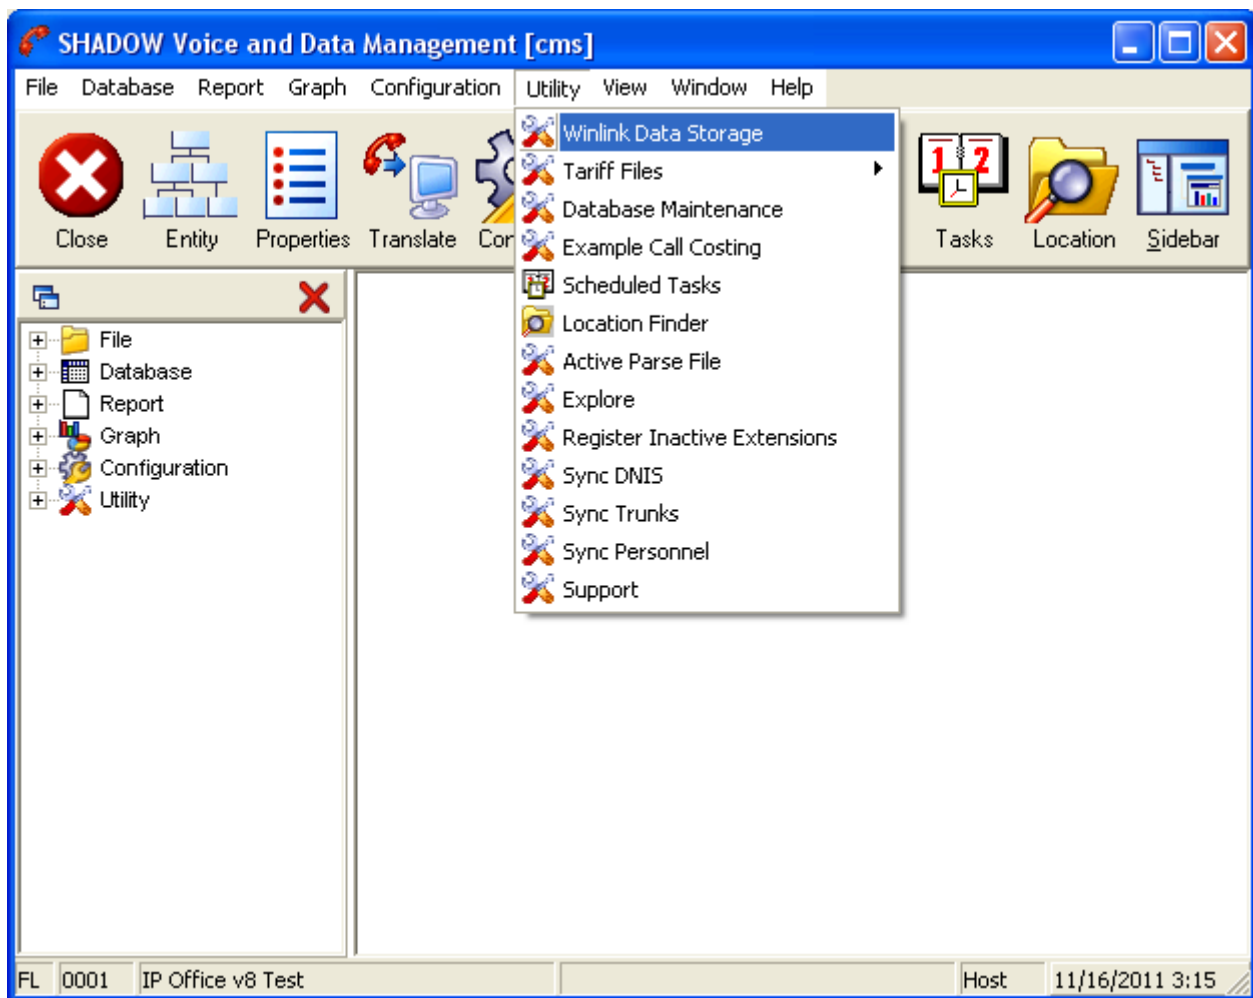 SHADOW Voice and Data Management [cms]
File Database Report Graph Configuration Utility View Window Help
Close Entity Properties Translate Tasks Location Sidebar
Winlink Data Storage
Tariff Files
Database Maintenance
Example Call Costing
Scheduled Tasks
Location Finder
Active Parse File
Explore
Register Inactive Extensions
Sync DNIS
Sync Trunks
Sync Personnel
Support
File
Database
Report
Graph
Configuration
Utility
FL 0001 IP Office v8 Test Host 11/16/2011 3:15